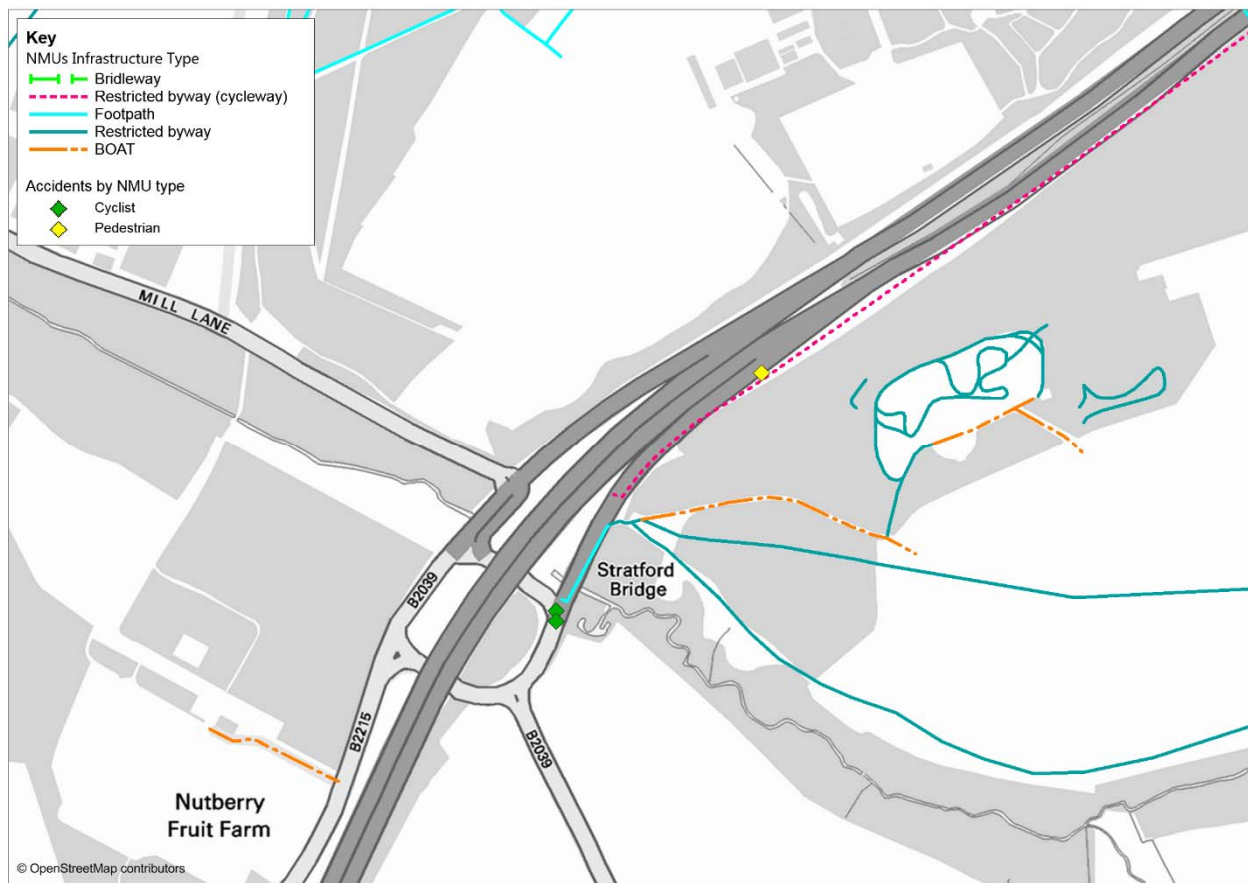 Key
NMUs Infrastructure Type
Bridleway
Restricted byway (cycleway)
Footpath
Restricted byway
BOAT
Accidents by NMU type
Cyclist
Pedestrian
MILL LANE
B2039
Stratford
Bridge
B2215
B2039
Nutberry
Fruit Farm
© OpenStreetMap contributors